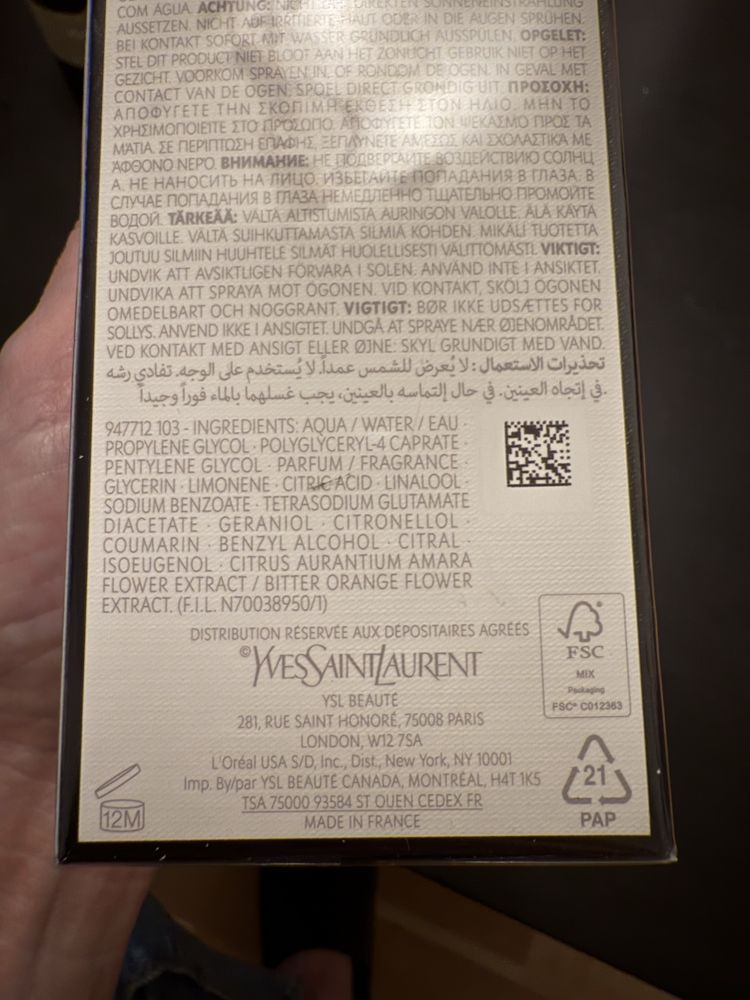 COM AGUA. ACHTUNG: NICHT DER DIREKTEN SONNENEINSTRAHLUNG
AUSSETZEN. NICHT AUF IRRITIERTE HAUT ODER IN DIE AUGEN SPRÜHEN.
BEI KONTAKT SOFORT MIT WASSER GRÜNDLICH AUSSPÜLEN. OPGELET:
STEL DIT PRODUCT NIET BLOOT AAN HET ZONLICHT. GEBRUIK NIET OP HET
GEZICHT. VOORKOM SPRAYEN IN OF RONDOM DE OGEN. IN GEVAL MET
CONTACT VAN DE OGEN, SPOEL DIRECT GRONDIG UIT. ΠΡΟΣΟΧΗ:
ΑΠΟΦΥΓΕΤΕ ΤΗΝ ΣΚΟΠΙΜΗ ΕΚΘΕΣΗ ΣΤΟΝ ΗΛΙΟ. ΜΗΝ ΤΟ
ΧΡΗΣΙΜΟΠΟΙΕΙΤΕ ΣΤΟ ΠΡΟΣΩΠΟ. ΑΠΟΦΥΓΕΤΕ ΤΟΝ ΨΕΚΑΣΜΟ ΠΡΟΣ ΤΑ
ΜΑΤΙΑ. ΣΕ ΠΕΡΙΠΤΩΣΗ ΕΠΑΦΗΣ, ΞΕΠΛΥΝΕΤΕ ΑΜΕΣΩΣ ΚΑΙ ΣΧΟΛΑΣΤΙΚΑ ΜΕ
ΆΦΘΟΝΟ ΝΕΡΌ. ВНИМАНИЕ: НЕ ПОДВЕРГАЙТЕ ВОЗДЕЙСТВИЮ СОЛНЦ
А. НЕ НАНОСИТЬ НА ЛИЦО. ИЗБЕГАЙТЕ ПОПАДАНИЯ В ГЛАЗА. В
СЛУЧАЕ ПОПАДАНИЯ В ГЛАЗА НЕМЕДЛЕННО ТЩАТЕЛЬНО ПРОМОЙТЕ
ВОДОЙ. TÄRKEÄÄ: VÄLTÄ ALTISTUMISTA AURINGON VALOLLE. ÄLÄ KÄYTÄ
KASVOILLE. VÄLTÄ SUIHKUTTAMASTA SILMIÄ KOHDEN. MIKÄLI TUOTETTA
JOUTUU SILMIIN HUUHTELE SILMÄT HUOLELLISESTI VÄLITTÖMÄSTI. VIKTIGT:
UNDVIK ATT AVSIKTLIGEN FÖRVARA I SOLEN. ANVÄND INTE I ANSIKTET.
UNDVIKA ATT SPRAYA MOT ÖGONEN. VID KONTAKT, SKÖLJ ÖGONEN
OMEDELBART OCH NOGGRANT. VIGTIGT: BØR IKKE UDSÆTTES FOR
SOLLYS. ANVEND IKKE I ANSIGTET. UNDGÅ AT SPRAYE NÆR ØJENOMRÅDET.
VED KONTAKT MED ANSIGT ELLER ØJNE: SKYL GRUNDIGT MED VAND.
تحذيرات الاستعمال: لا يُعرض للشمس عمداً. لا يُستخدم على الوجه. تفادي رشه
في إتجاه العينين. في حال إلتماسه بالعينين، يجب غسلهما بالماء فوراً وجيداً.
947712 103 - INGREDIENTS: AQUA / WATER / EAU ·
PROPYLENE GLYCOL · POLYGLYCERYL-4 CAPRATE ·
PENTYLENE GLYCOL · PARFUM / FRAGRANCE ·
GLYCERIN · LIMONENE · CITRIC ACID · LINALOOL ·
SODIUM BENZOATE · TETRASODIUM GLUTAMATE
DIACETATE · GERANIOL · CITRONELLOL ·
COUMARIN · BENZYL ALCOHOL · CITRAL ·
ISOEUGENOL · CITRUS AURANTIUM AMARA
FLOWER EXTRACT / BITTER ORANGE FLOWER
EXTRACT. (F.I.L. N70038950/1)
DISTRIBUTION RÉSERVÉE AUX DÉPOSITAIRES AGRÉÉS
©YVESSAINTLAURENT
YSL BEAUTÉ
281, RUE SAINT HONORÉ, 75008 PARIS
LONDON, W12 7SA
L'Oréal USA S/D, Inc., Dist., New York, NY 10001
Imp. By/par YSL BEAUTÉ CANADA, MONTRÉAL, H4T 1K5
TSA 75000 93584 ST OUEN CEDEX FR
MADE IN FRANCE
12M
FSC
MIX
Packaging
FSC® C012363
21
PAP